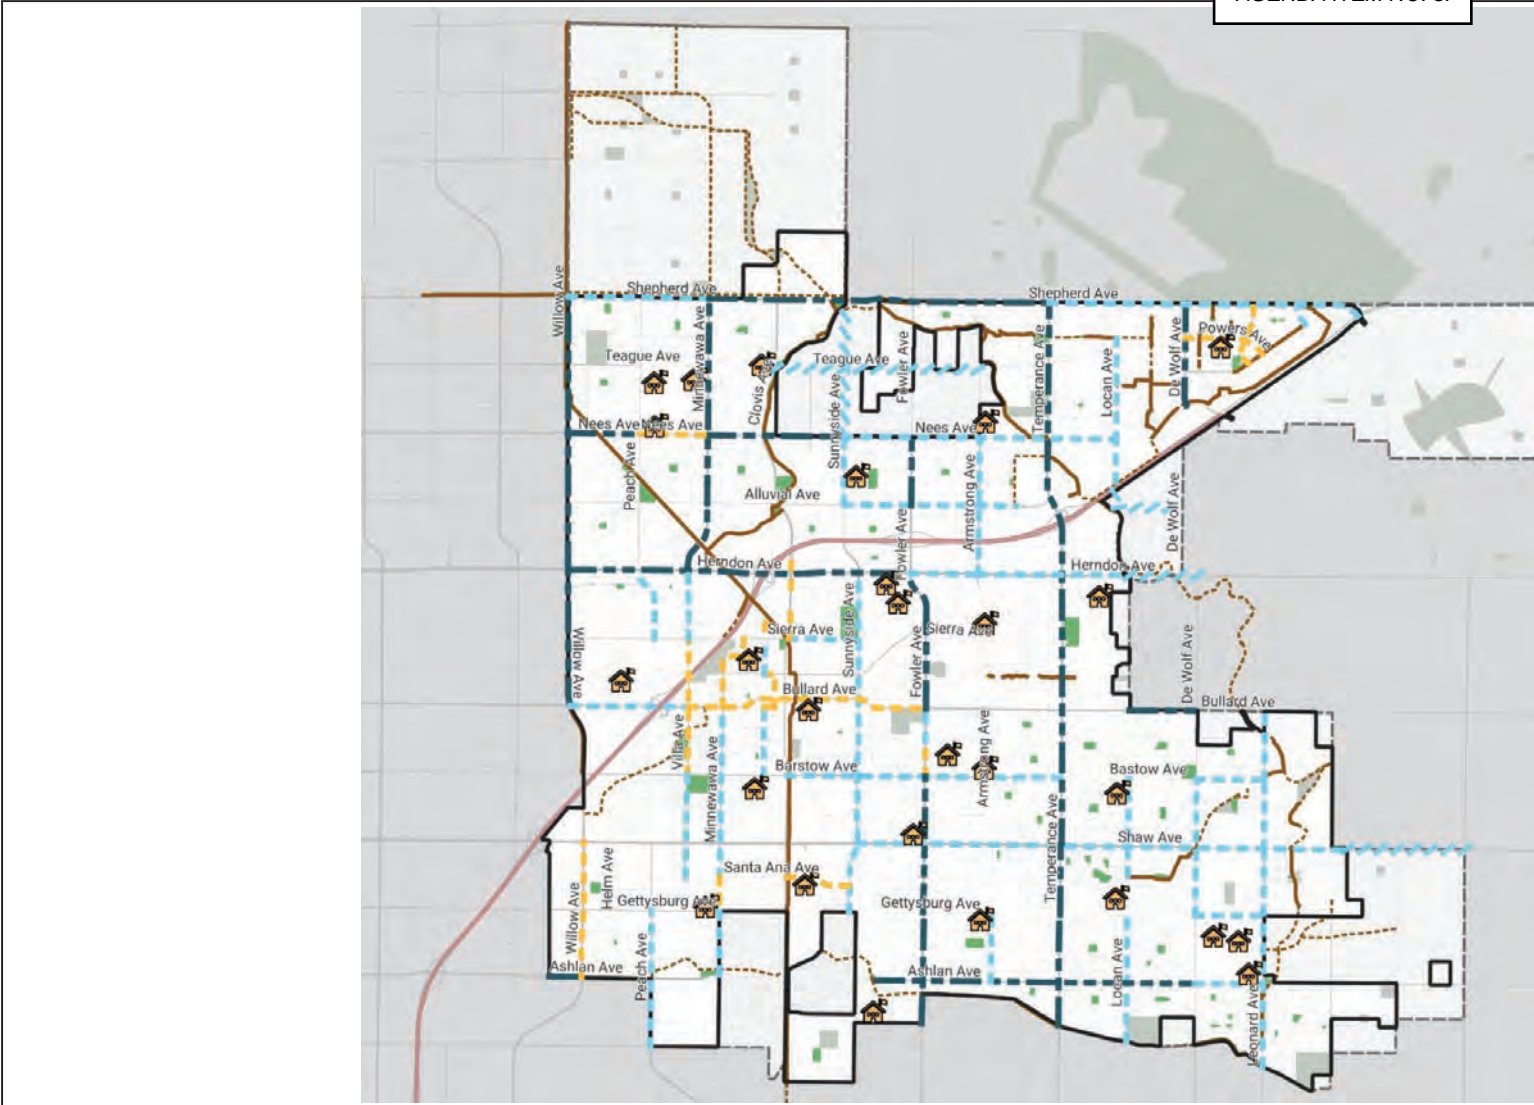 Shepherd Ave
Shepherd Ave
Willow Ave
Minnewawa Ave
Teague Ave
Clovis Ave
Teague Ave
Fowler Ave
Sunnyside Ave
Temperance Ave
Locan Ave
De Wolf Ave
Powers Ave
Nees Ave
Nees Ave
Nees Ave
Peach Ave
Alluvial Ave
Armstrong Ave
De Wolf Ave
Fowler Ave
Herndon Ave
Herndon Ave
Willow Ave
Sierra Ave
Sunnyside Ave
Sierra Ave
Fowler Ave
De Wolf Ave
Bullard Ave
Bullard Ave
Villa Ave
Minnewawa Ave
Barstow Ave
Armstrong Ave
Bastow Ave
Temperance Ave
Shaw Ave
Helm Ave
Santa Ana Ave
Willow Ave
Gettysburg Ave
Gettysburg Ave
Peach Ave
Ashlan Ave
Ashlan Ave
Locan Ave
Leonard Ave